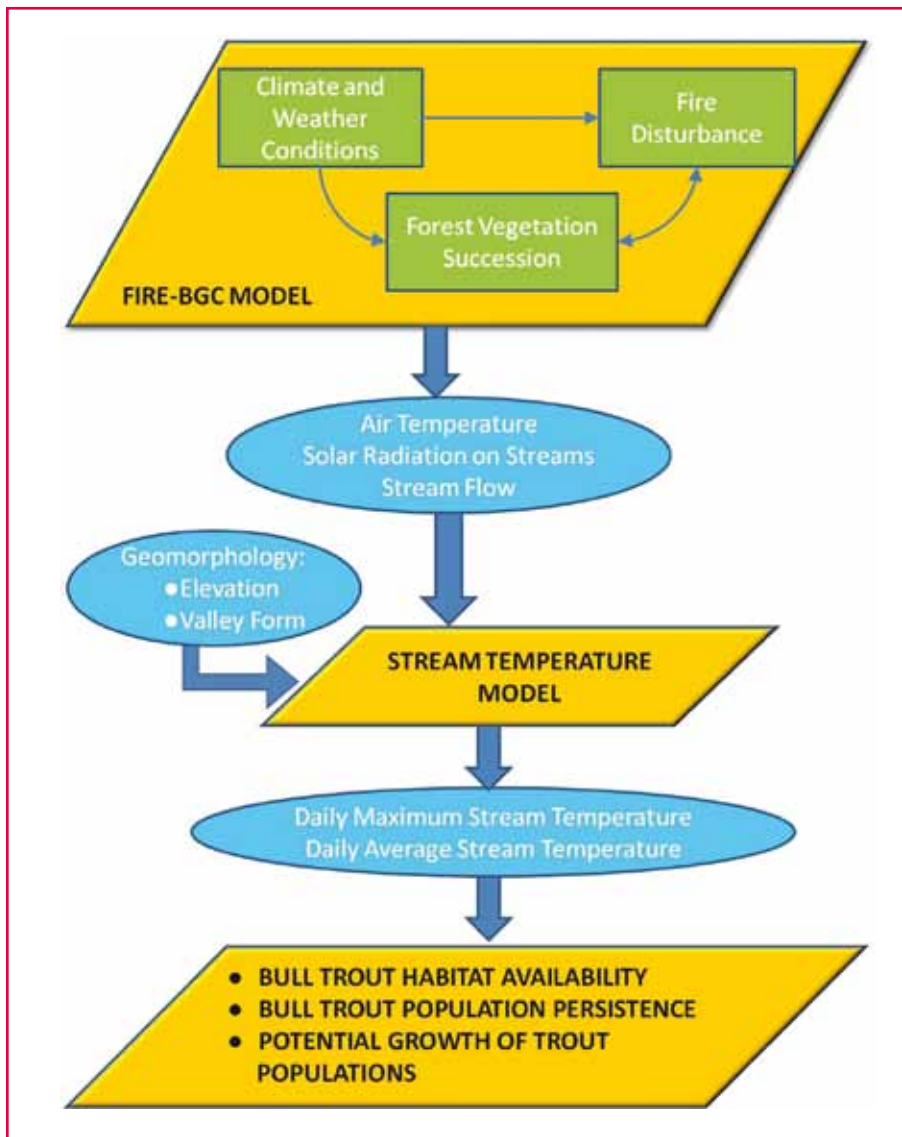 Climate and
Weather
Conditions
Fire
Disturbance
Forest Vegetation
Succession
FIRE-BGC MODEL
Air Temperature
Solar Radiation on Streams
Stream Flow
Geomorphology:
●Elevation
●Valley Form
STREAM TEMPERATURE
MODEL
Daily Maximum Stream Temperature
Daily Average Stream Temperature
● BULL TROUT HABITAT AVAILABILITY
● BULL TROUT POPULATION PERSISTENCE
● POTENTIAL GROWTH OF TROUT
POPULATIONS